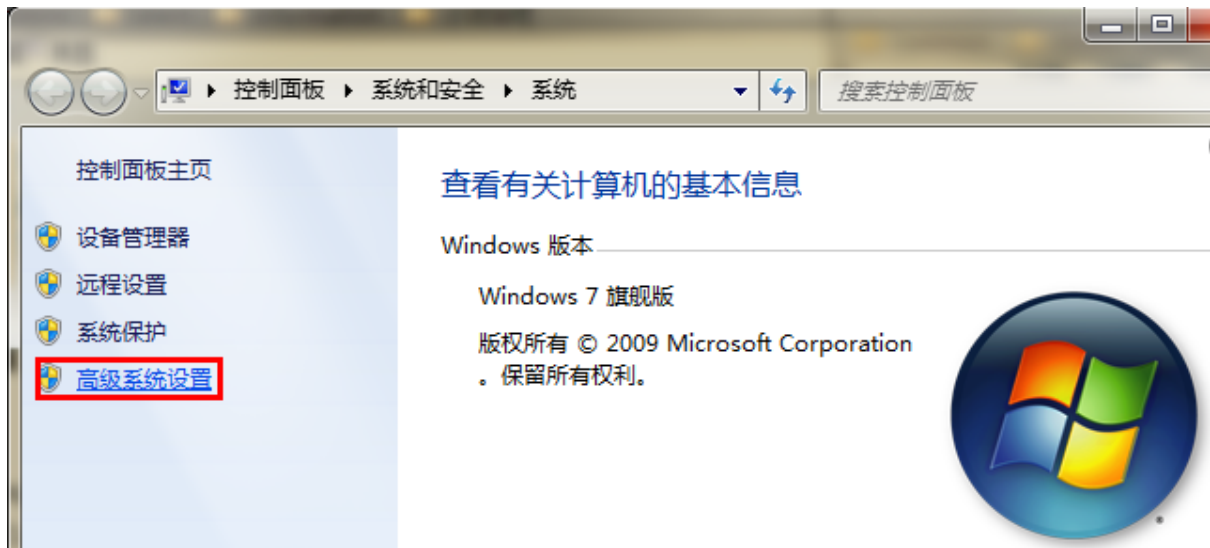 控制面板 ▸ 系统和安全 ▸ 系统
搜索控制面板
控制面板主页
设备管理器
远程设置
系统保护
高级系统设置
查看有关计算机的基本信息
Windows 版本
Windows 7 旗舰版
版权所有 © 2009 Microsoft Corporation
。保留所有权利。